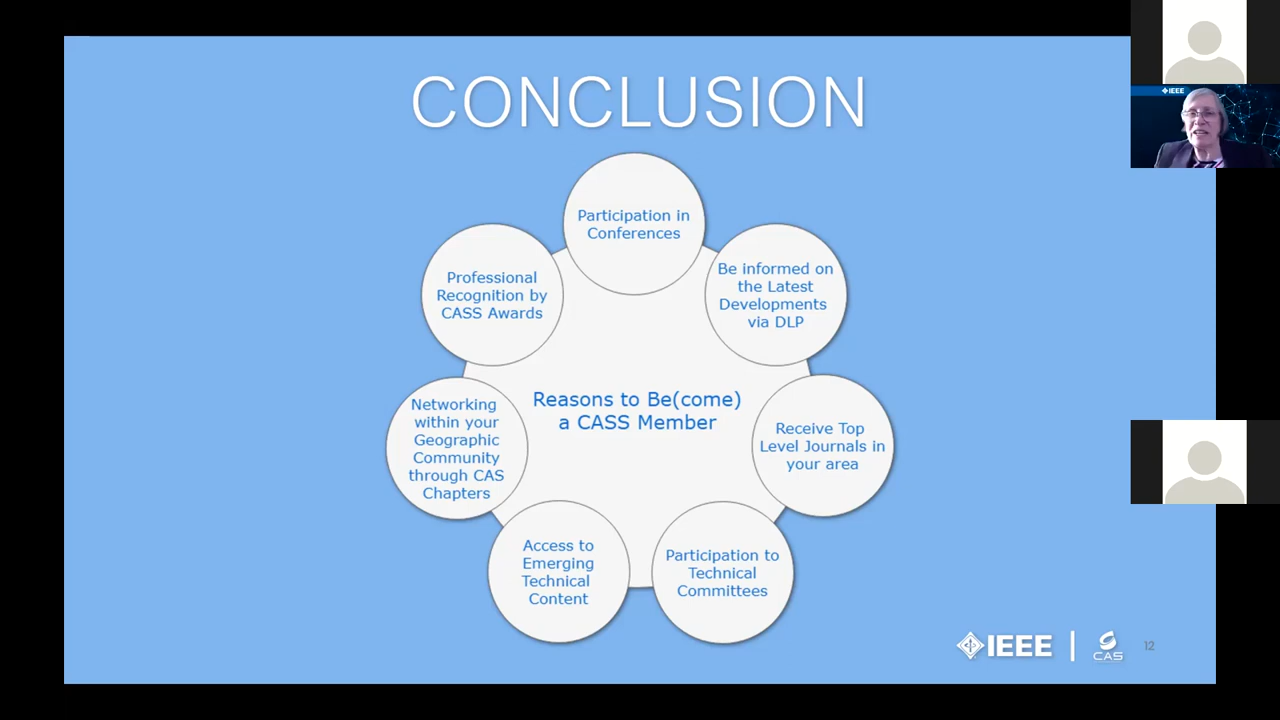 CONCLUSION
Participation in
Conferences
Be informed on
the Latest
Developments
via DLP
Receive Top
Level Journals in
your area
Participation to
Technical
Committees
Access to
Emerging
Technical
Content
Networking
within your
Geographic
Community
through CAS
Chapters
Professional
Recognition by
CASS Awards
Reasons to Be(come)
a CASS Member
IEEE
CAS
12
IEEE